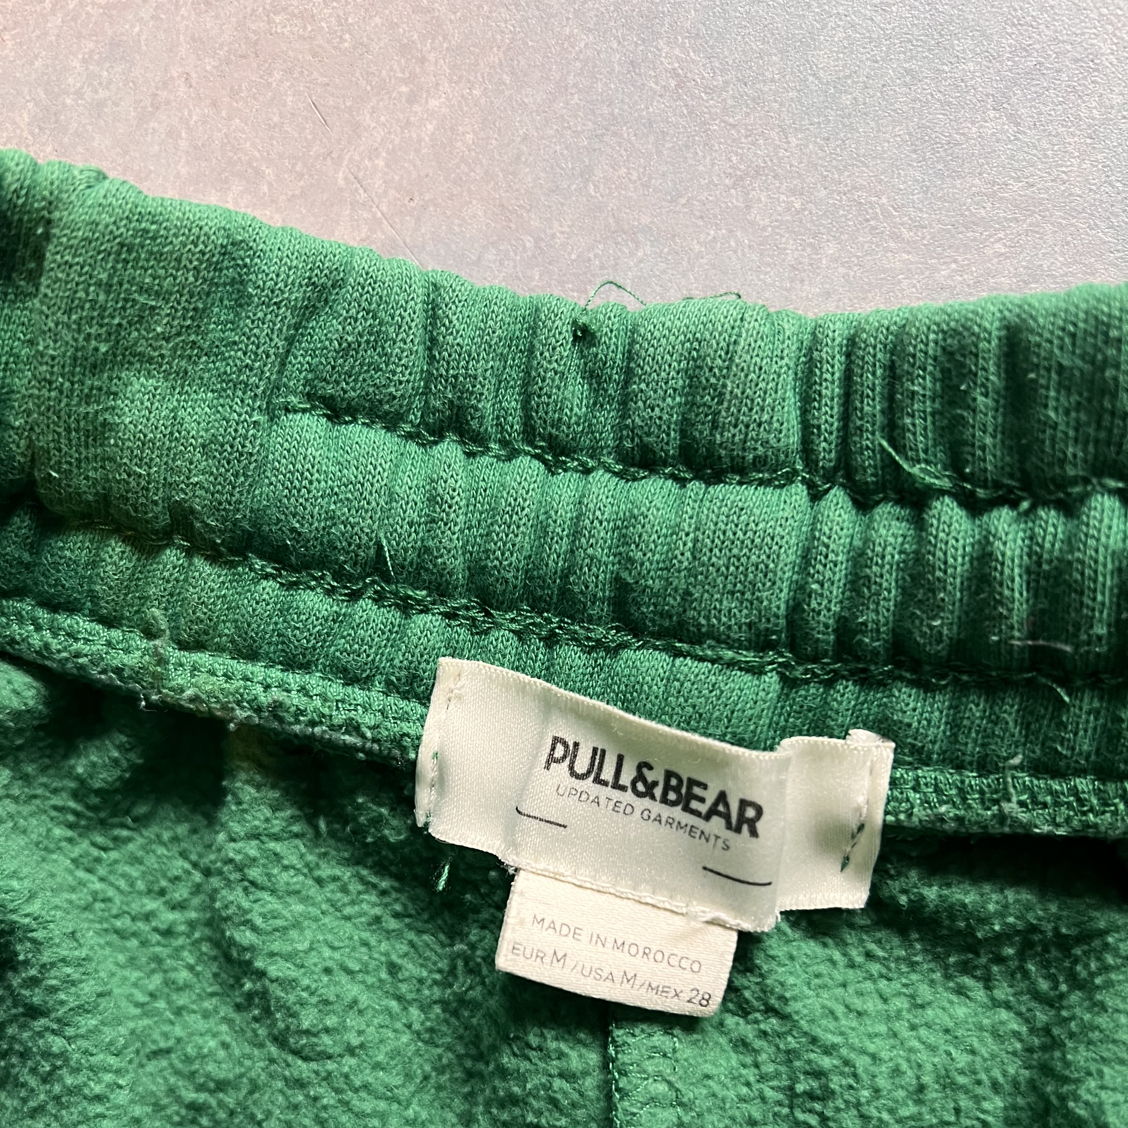 PULL&BEAR
UPDATED GARMENTS
MADE IN MOROCCO
EUR M / USA M / MEX 28